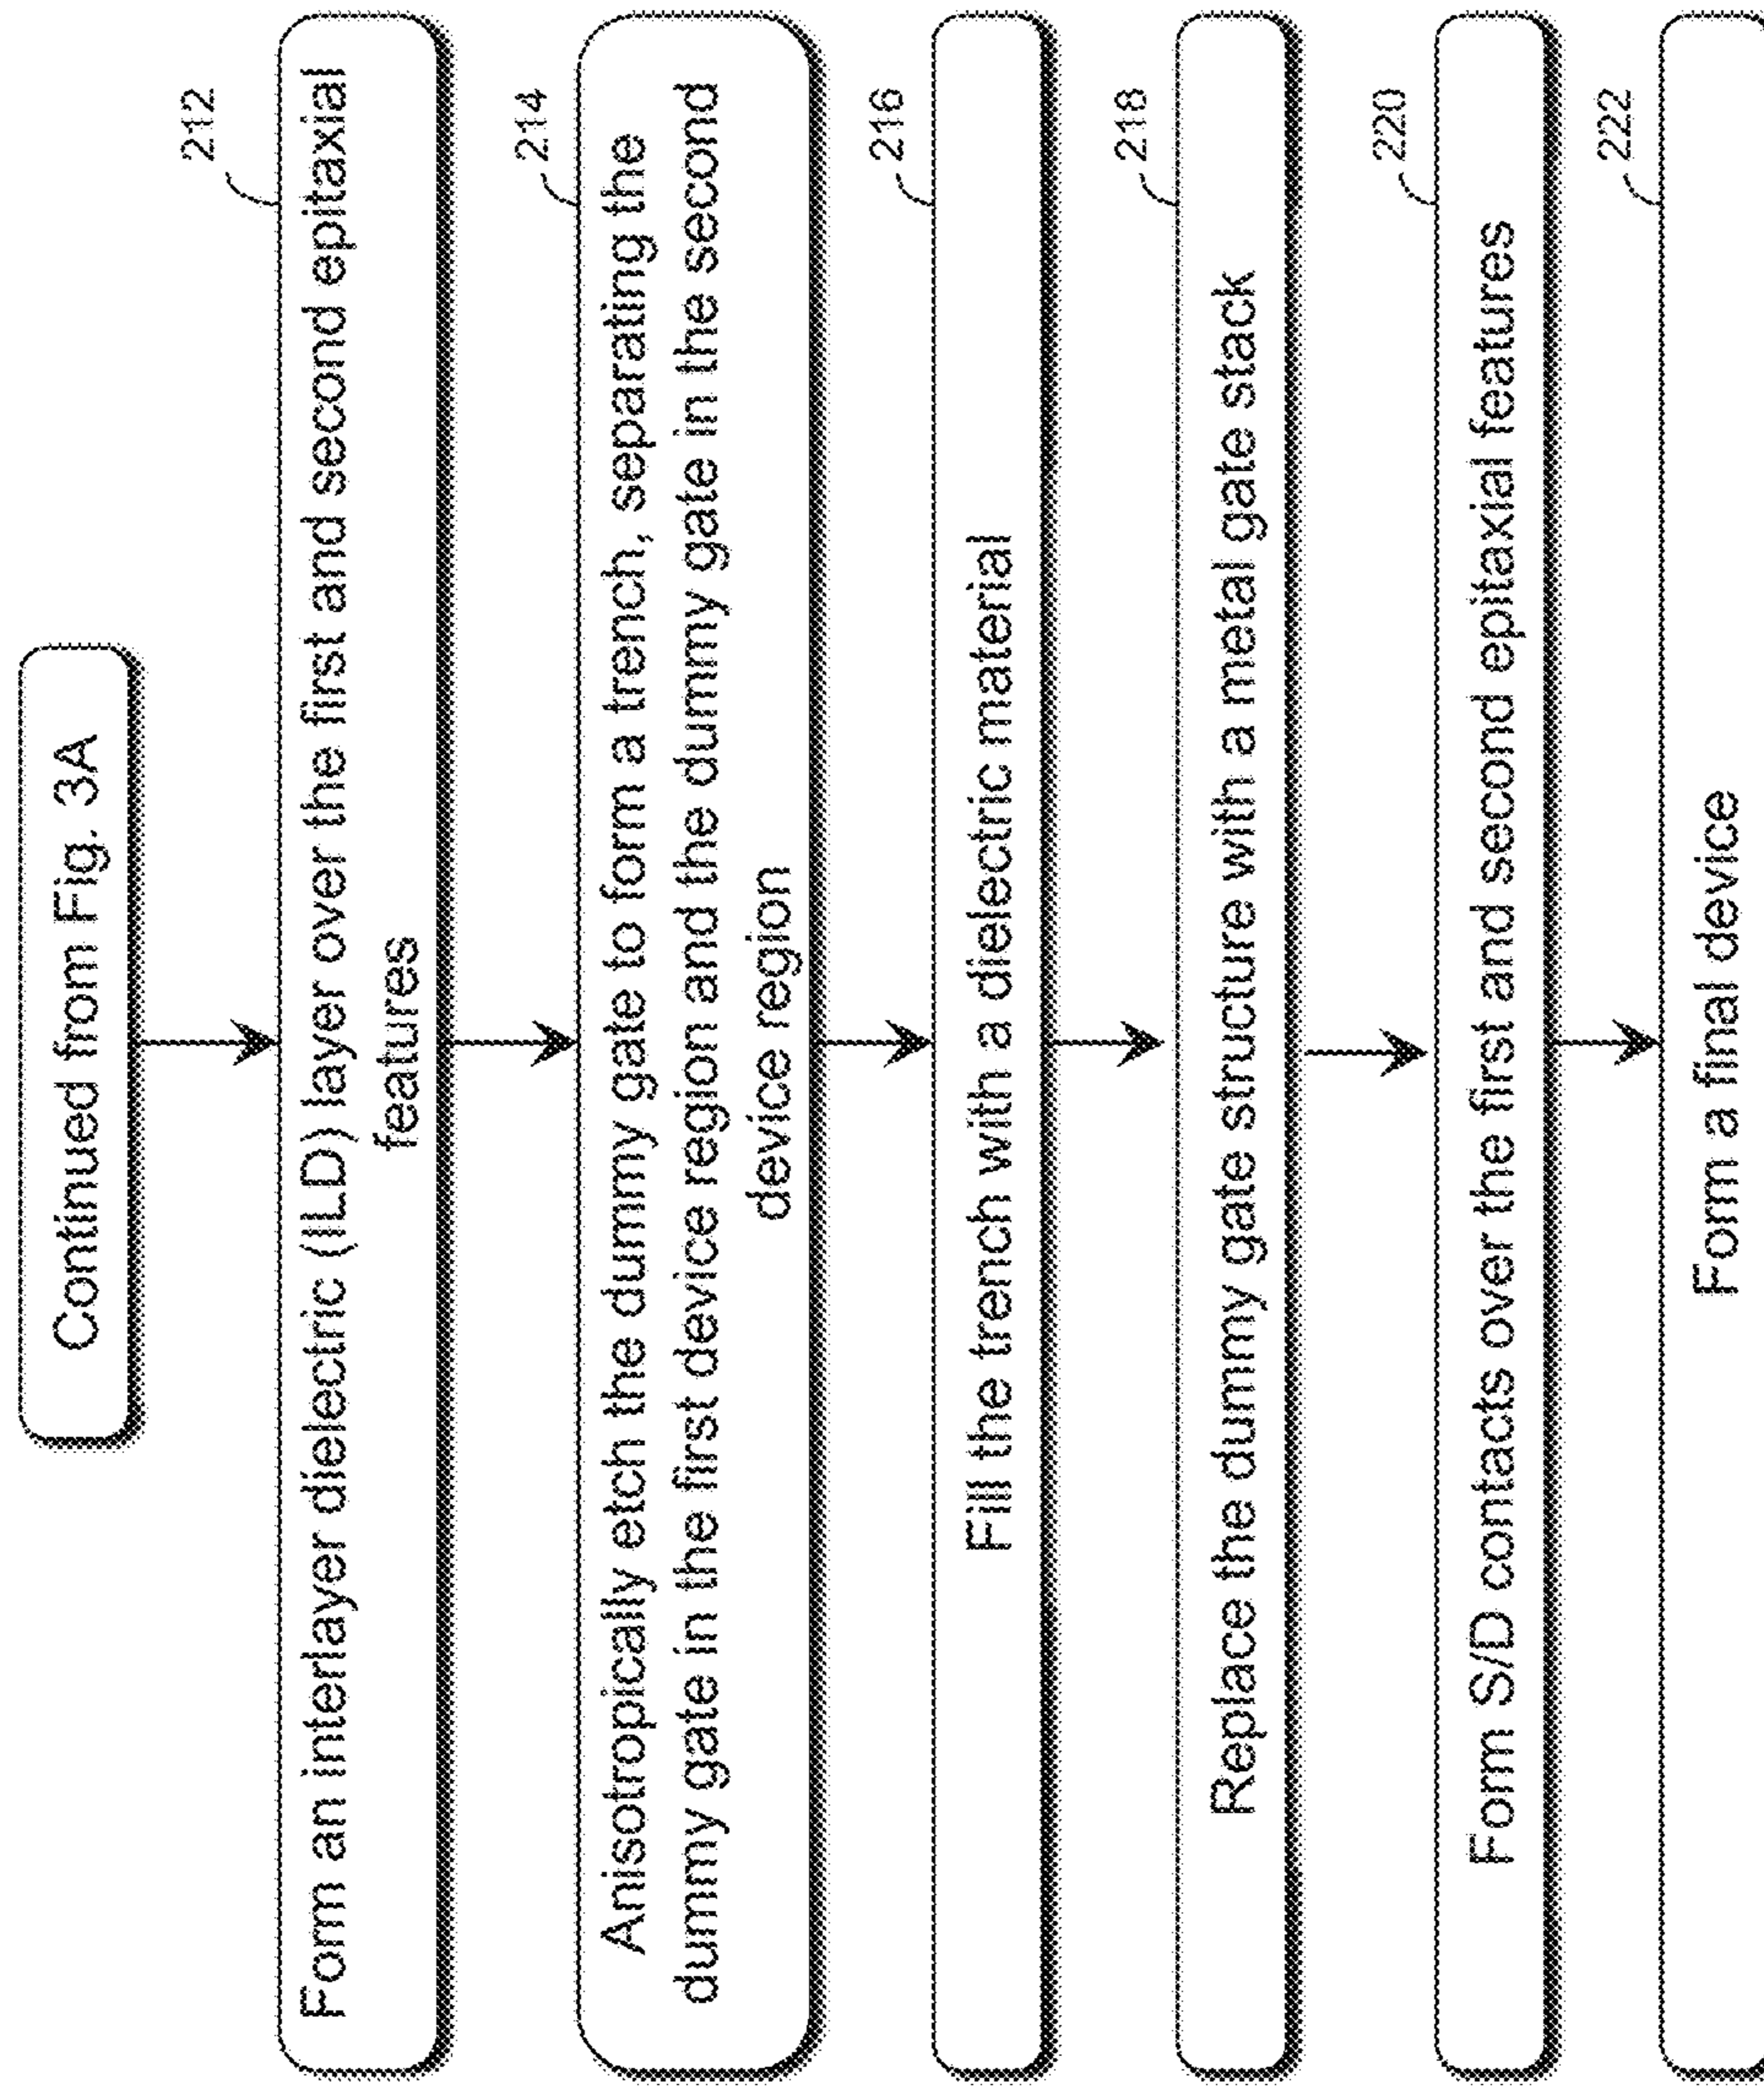 Continued from Fig. 3A
212
Form an interlayer dielectric (ILD) layer over the first and second epitaxial
features
214
Anisotropically etch the dummy gate to form a trench, separating the
dummy gate in the first device region and the dummy gate in the second
device region
216
Fill the trench with a dielectric material
218
Replace the dummy gate structure with a metal gate stack
220
Form S/D contacts over the first and second epitaxial features
222
Form a final device